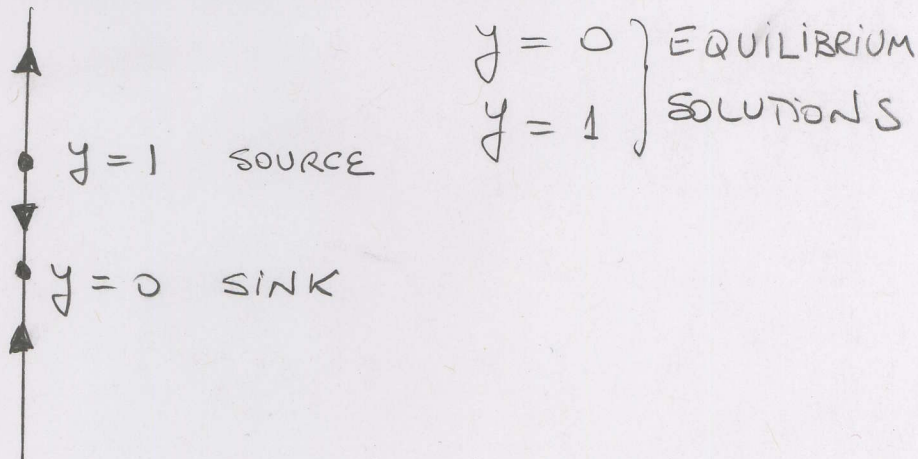 y = 0 } EQUILIBRIUM
y = 1 } SOLUTIONS
y = 1 SOURCE
y = 0 SINK